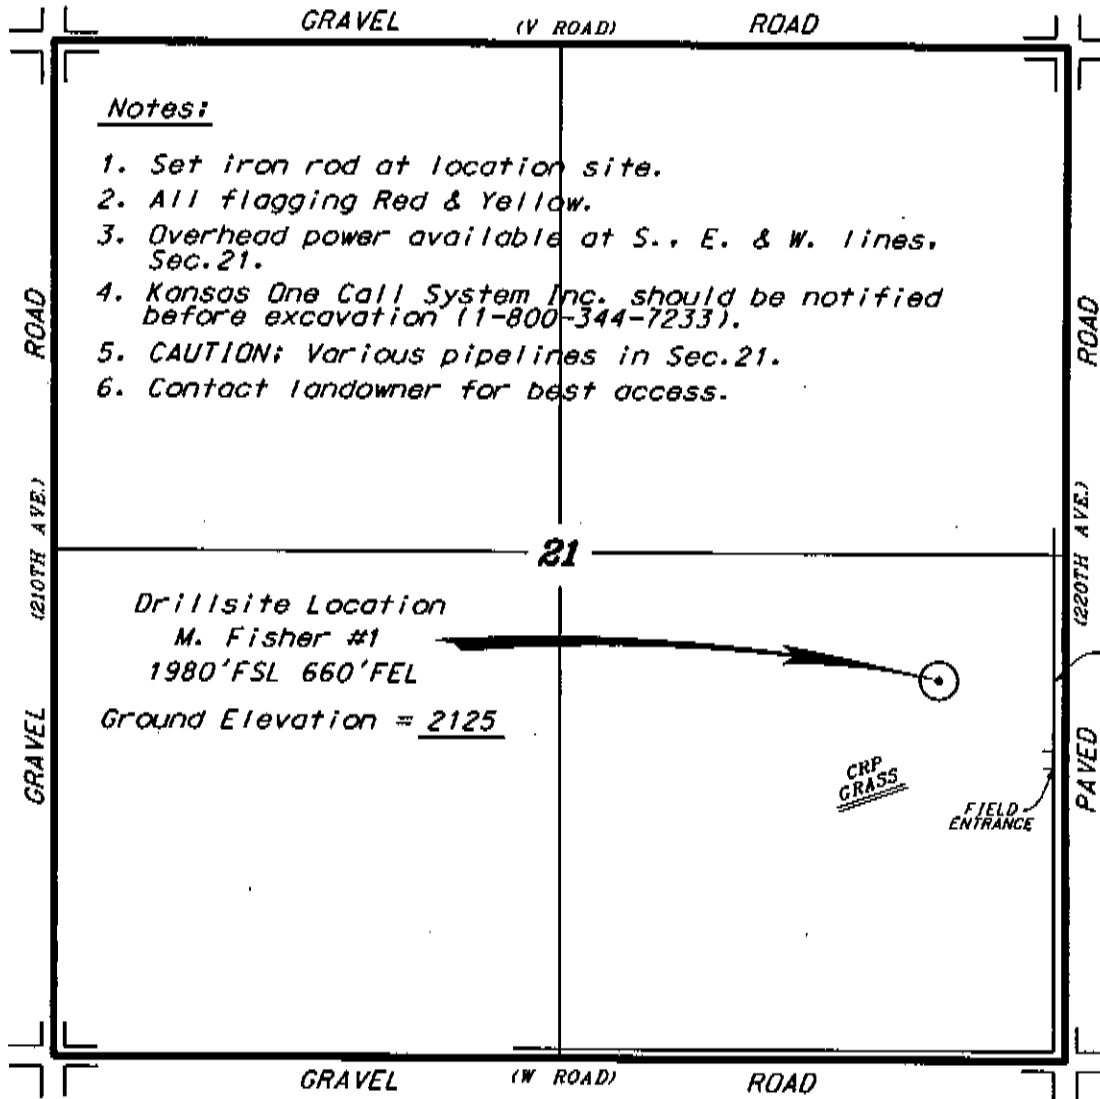 GRAVEL (V ROAD) ROAD
Notes:
1. Set iron rod at location site.
2. All flagging Red & Yellow.
3. Overhead power available at S., E. & W. lines,
Sec.21.
4. Kansas One Call System Inc. should be notified
before excavation (1-800-344-7233).
5. CAUTION: Various pipelines in Sec.21.
6. Contact landowner for best access.
GRAVEL (210TH AVE.) ROAD
21
PAVED (220TH AVE.) ROAD
Drillsite Location
M. Fisher #1
1980'FSL 660'FEL
Ground Elevation = 2125
CRP
GRASS
FIELD
ENTRANCE
GRAVEL (W ROAD) ROAD